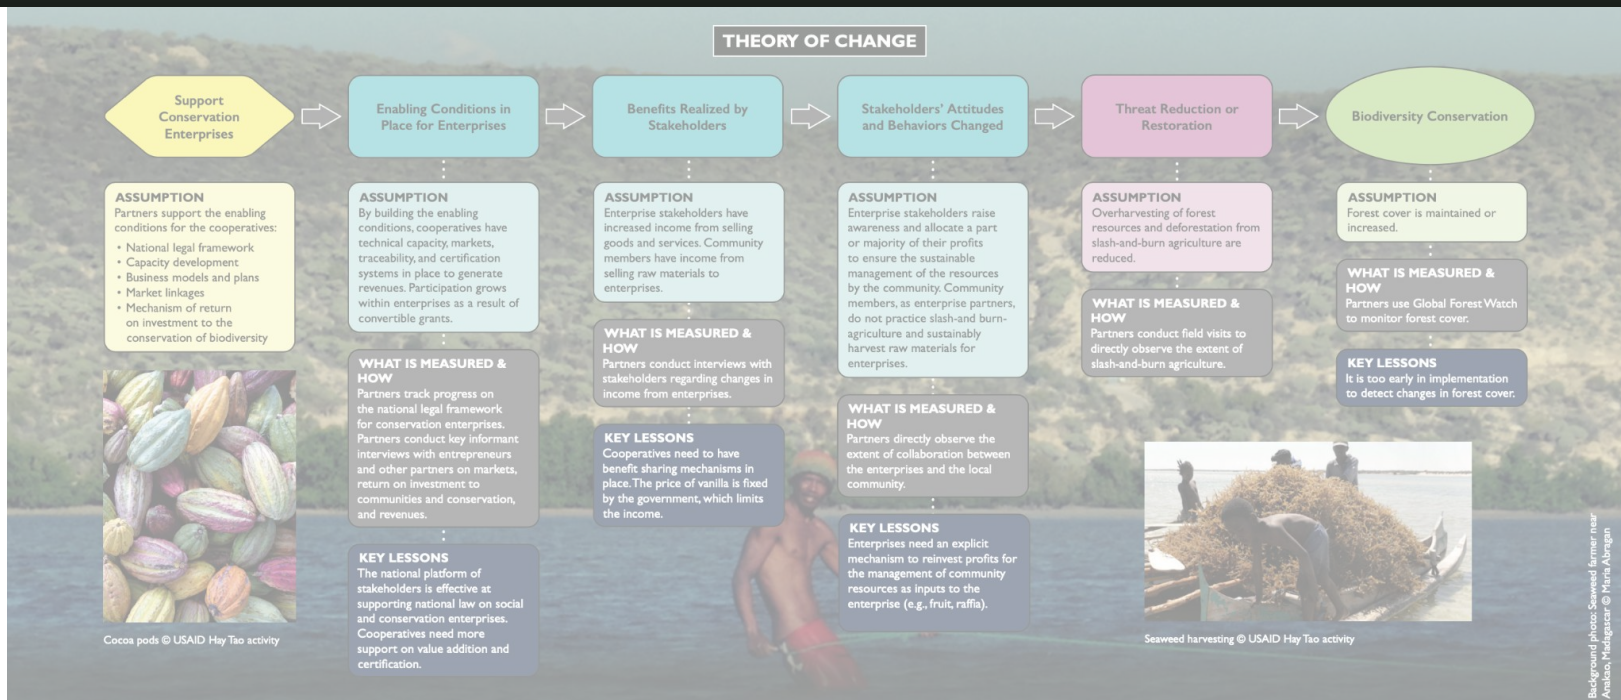 THEORY OF CHANGE
Support
Conservation
Enterprises
Enabling Conditions in
Place for Enterprises
Benefits Realized by
Stakeholders
Stakeholders' Attitudes
and Behaviors Changed
Threat Reduction or
Restoration
Biodiversity Conservation
ASSUMPTION
Partners support the enabling
conditions for the cooperatives:
• National legal framework
• Capacity development
• Business models and plans
• Market linkages
• Mechanism of return
on investment to the
conservation of biodiversity
Cocoa pods © USAID Hay Tao activity
ASSUMPTION
By building the enabling
conditions, cooperatives have
technical capacity, markets,
traceability, and certification
systems in place to generate
revenues. Participation grows
within enterprises as a result of
convertible grants.
WHAT IS MEASURED &
HOW
Partners track progress on
the national legal framework
for conservation enterprises.
Partners conduct key informant
interviews with entrepreneurs
and other partners on markets,
return on investment to
communities and conservation,
and revenues.
KEY LESSONS
The national platform of
stakeholders is effective at
supporting national law on social
and conservation enterprises.
Cooperatives need more
support on value addition and
certification.
ASSUMPTION
Enterprise stakeholders have
increased income from selling
goods and services. Community
members have income from
selling raw materials to
enterprises.
WHAT IS MEASURED &
HOW
Partners conduct interviews with
stakeholders regarding changes in
income from enterprises.
KEY LESSONS
Cooperatives need to have
benefit sharing mechanisms in
place. The price of vanilla is fixed
by the government, which limits
the income.
ASSUMPTION
Enterprise stakeholders raise
awareness and allocate a part
or majority of their profits
to ensure the sustainable
management of the resources
by the community. Community
members, as enterprise partners,
do not practice slash-and burn-
agriculture and sustainably
harvest raw materials for
enterprises.
WHAT IS MEASURED &
HOW
Partners directly observe the
extent of collaboration between
the enterprises and the local
community.
KEY LESSONS
Enterprises need an explicit
mechanism to reinvest profits for
the management of community
resources as inputs to the
enterprise (e.g., fruit, raffia).
ASSUMPTION
Overharvesting of forest
resources and deforestation from
slash-and-burn agriculture are
reduced.
WHAT IS MEASURED &
HOW
Partners conduct field visits to
directly observe the extent of
slash-and-burn agriculture.
ASSUMPTION
Forest cover is maintained or
increased.
WHAT IS MEASURED &
HOW
Partners use Global Forest Watch
to monitor forest cover.
KEY LESSONS
It is too early in implementation
to detect changes in forest cover.
Seaweed harvesting © USAID Hay Tao activity
Background photo: Seaweed farmer near
Anakao, Madagascar © Maria Abragan